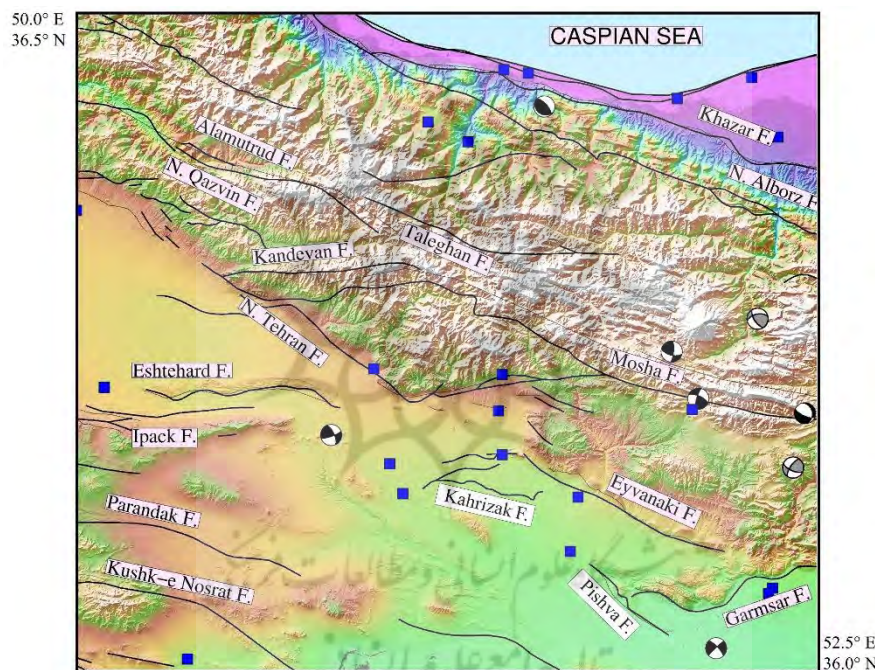 50.0° E
36.5° N
CASPIAN SEA
Khazar F.
Alamutrud F.
N. Alborz F
N. Qazvin F.
Taleghan F.
Kandevan F.
N. Tehran F.
Mosha F.
Eshtehard F.
Ipack F.
Eyvanaki F.
Kahrizak F.
Parandak F.
Kushk-e Nosrat F.
Pishva F.
Garmsar F.
52.5° E
36.0° N